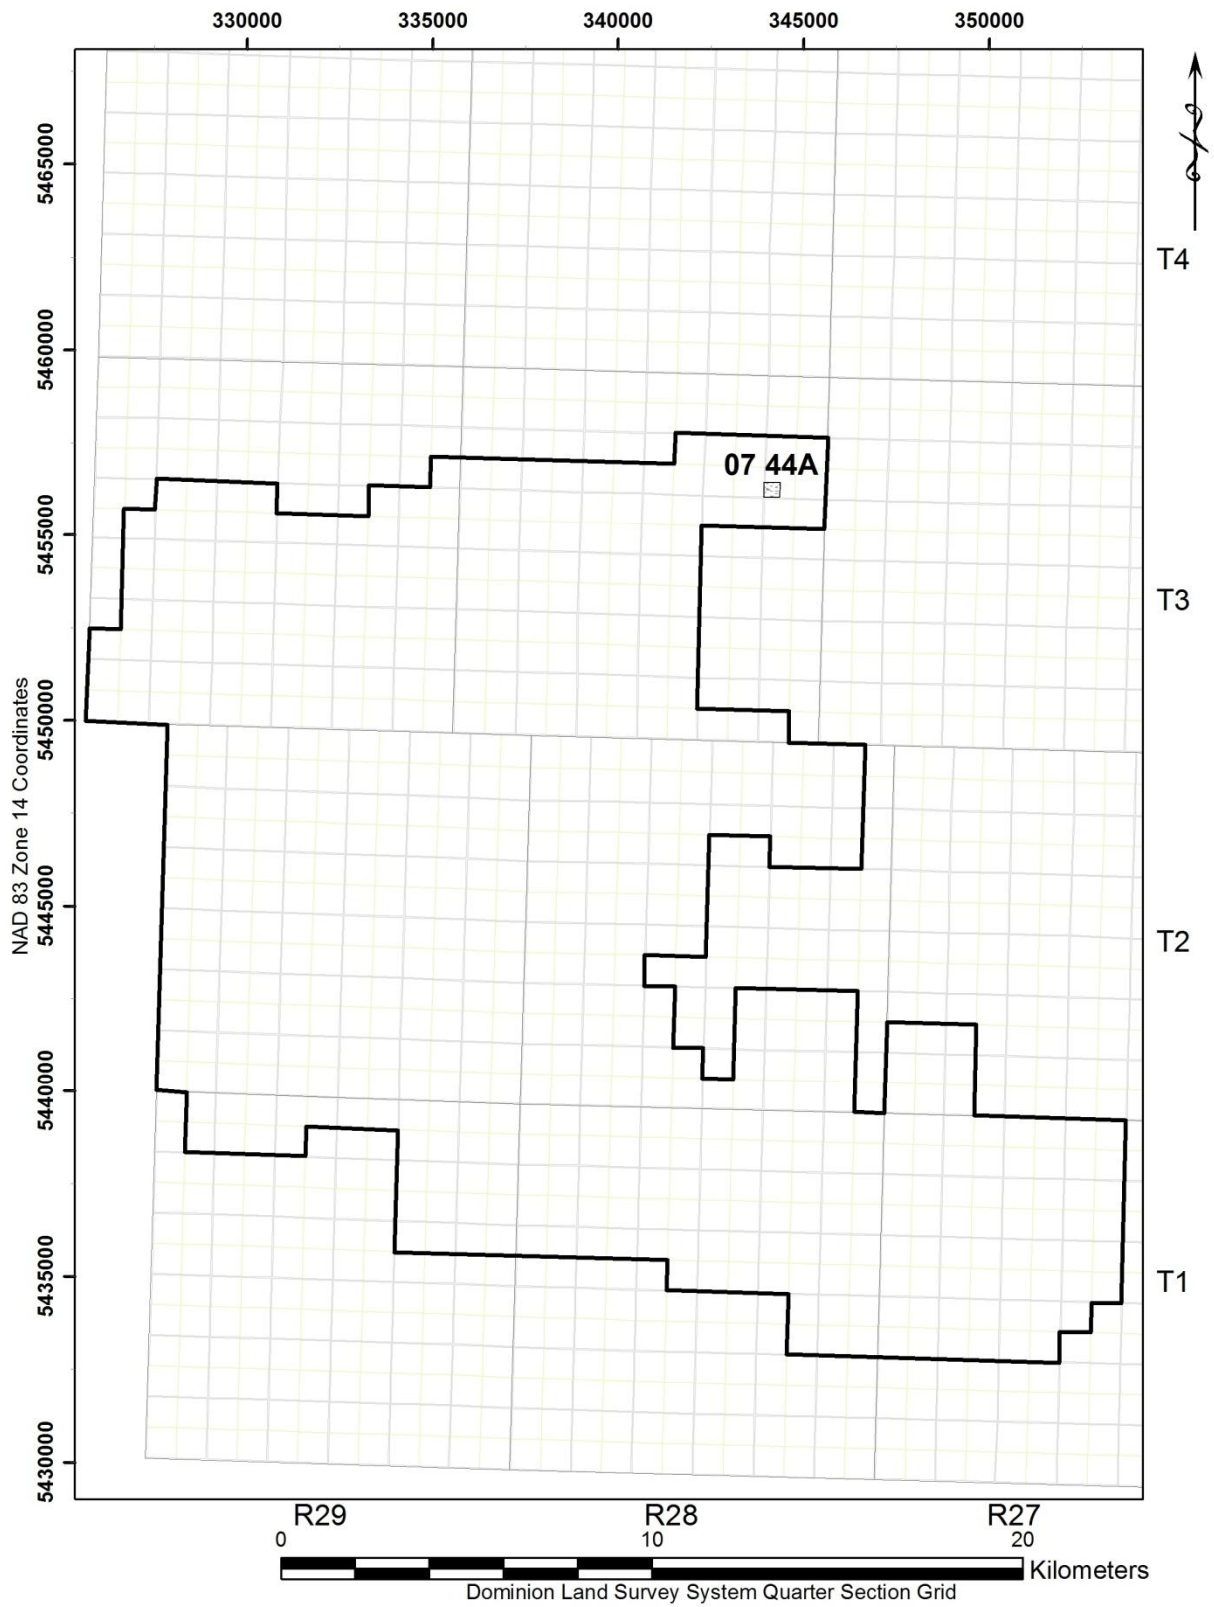 330000 335000 340000 345000 350000
5465000
T4
5460000
07 44A
5455000
T3
5450000
NAD 83 Zone 14 Coordinates
5445000
T2
5440000
5435000
T1
5430000
R29 R28 R27
0 10 20
Kilometers
Dominion Land Survey System Quarter Section Grid